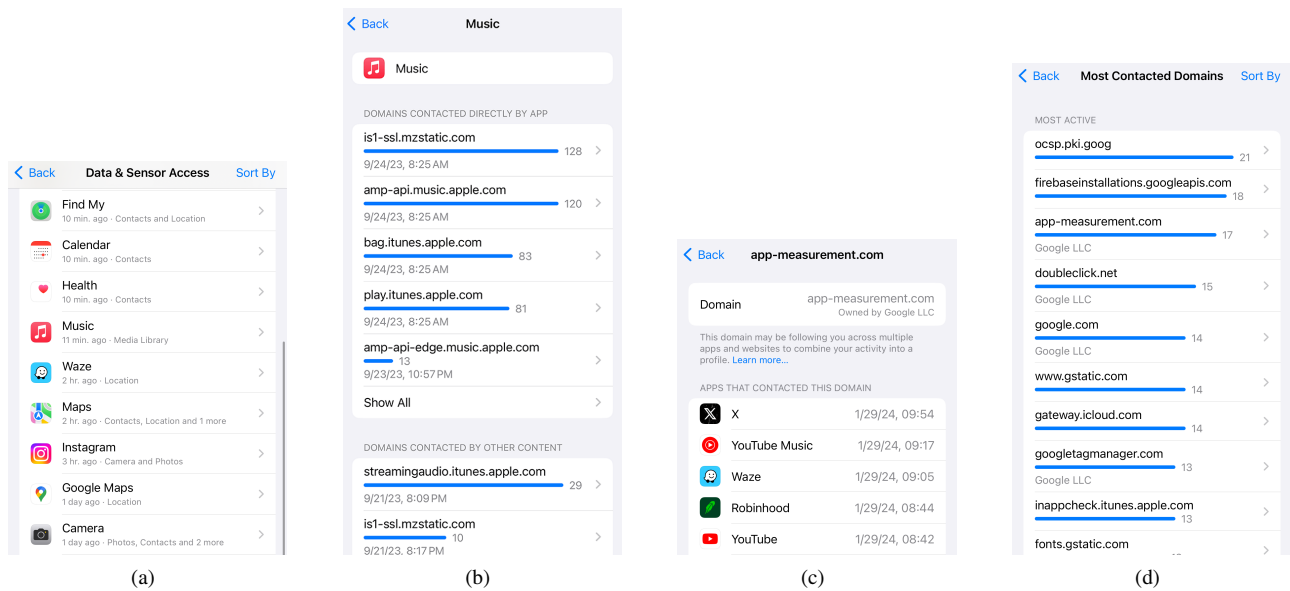 Back
Data & Sensor Access
Sort By
Find My
10 min. ago · Contacts and Location
Calendar
10 min. ago · Contacts
Health
10 min. ago · Contacts
Music
11 min. ago · Media Library
Waze
2 hr. ago · Location
Maps
2 hr. ago · Contacts, Location and 1 more
Instagram
3 hr. ago · Camera and Photos
Google Maps
1 day ago · Location
Camera
1 day ago · Photos, Contacts and 2 more
(a)
Back
Music
Music
DOMAINS CONTACTED DIRECTLY BY APP
is1-ssl.mzstatic.com
128
9/24/23, 8:25 AM
amp-api.music.apple.com
120
9/24/23, 8:25 AM
bag.itunes.apple.com
83
9/24/23, 8:25 AM
play.itunes.apple.com
81
9/24/23, 8:25 AM
amp-api-edge.music.apple.com
13
9/23/23, 10:57 PM
Show All
DOMAINS CONTACTED BY OTHER CONTENT
streamingaudio.itunes.apple.com
29
9/21/23, 8:09 PM
is1-ssl.mzstatic.com
10
9/21/23, 8:17 PM
(b)
Back
app-measurement.com
Domain
app-measurement.com
Owned by Google LLC
This domain may be following you across multiple
apps and websites to combine your activity into a
profile. Learn more...
APPS THAT CONTACTED THIS DOMAIN
X
1/29/24, 09:54
YouTube Music
1/29/24, 09:17
Waze
1/29/24, 09:05
Robinhood
1/29/24, 08:44
YouTube
1/29/24, 08:42
(c)
Back
Most Contacted Domains
Sort By
MOST ACTIVE
ocsp.pki.goog
21
firebaseinstallations.googleapis.com
18
app-measurement.com
17
Google LLC
doubleclick.net
15
Google LLC
google.com
14
Google LLC
www.gstatic.com
14
gateway.icloud.com
14
googletagmanager.com
13
Google LLC
inappcheck.itunes.apple.com
13
fonts.gstatic.com
(d)